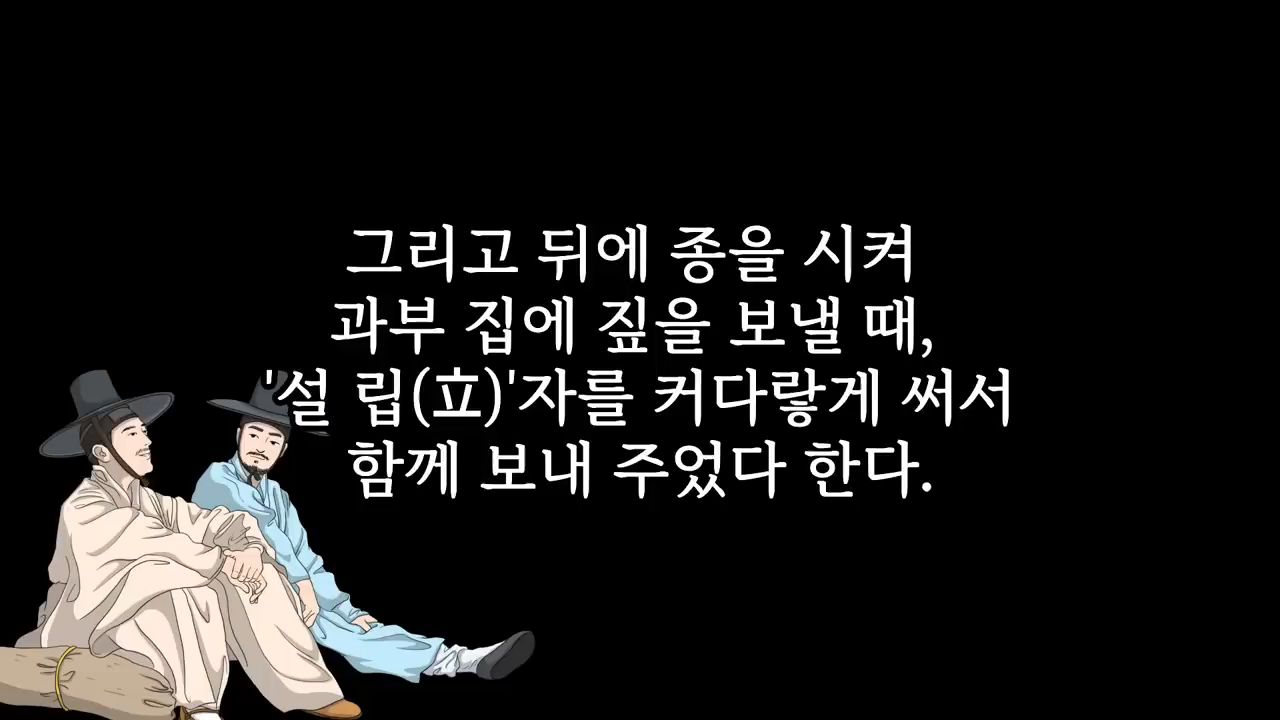 그리고 뒤에 종을 시켜
과부 집에 짚을 보낼 때,
'설 립(立)'자를 커다랗게 써서
함께 보내 주었다 한다.